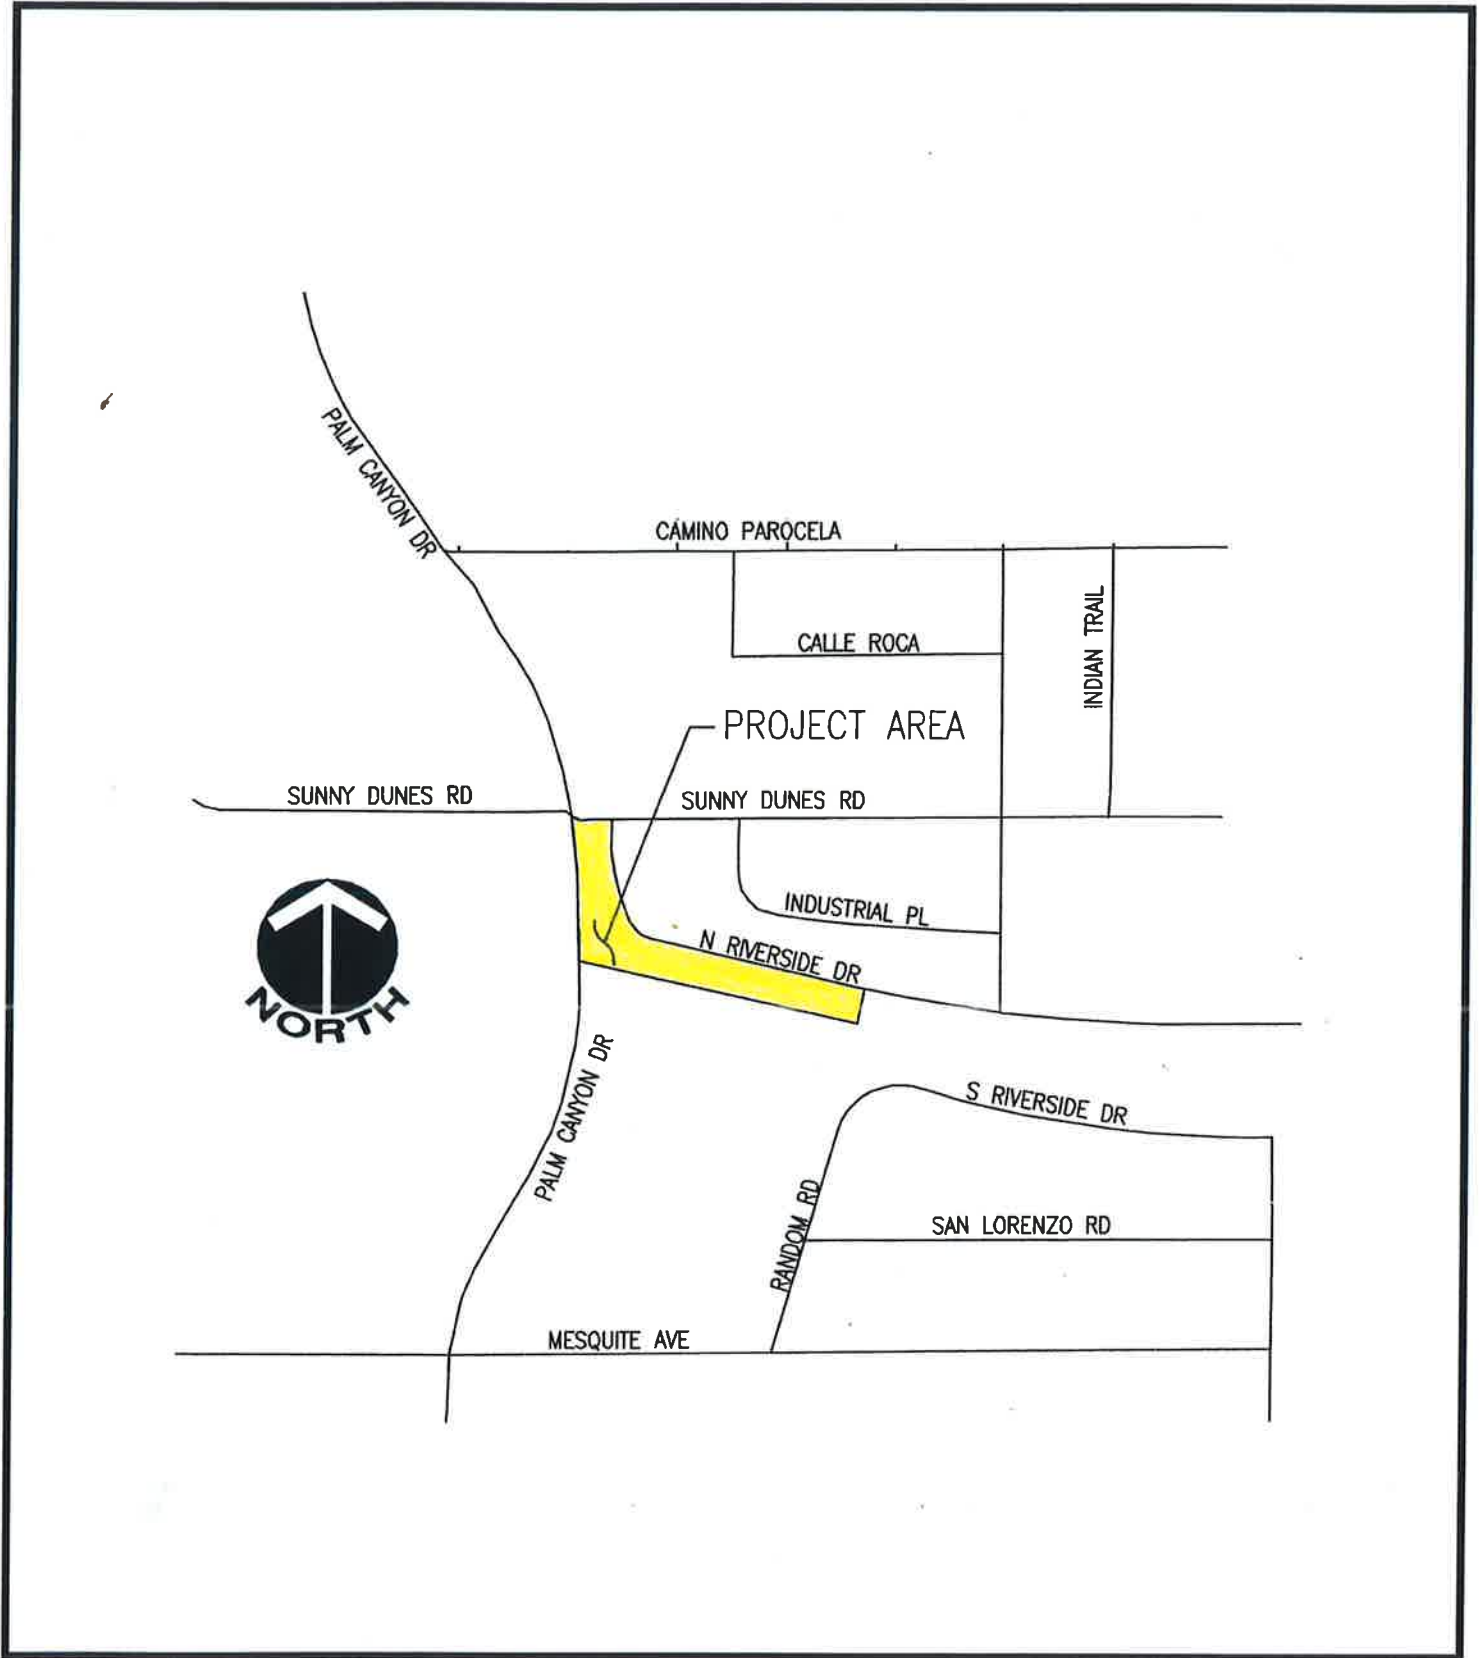 PALM CANYON DR
CAMINO PAROCELA
CALLE ROCA
INDIAN TRAIL
PROJECT AREA
SUNNY DUNES RD
SUNNY DUNES RD
INDUSTRIAL PL
N RIVERSIDE DR
NORTH
PALM CANYON DR
S RIVERSIDE DR
RANDOM RD
SAN LORENZO RD
MESQUITE AVE